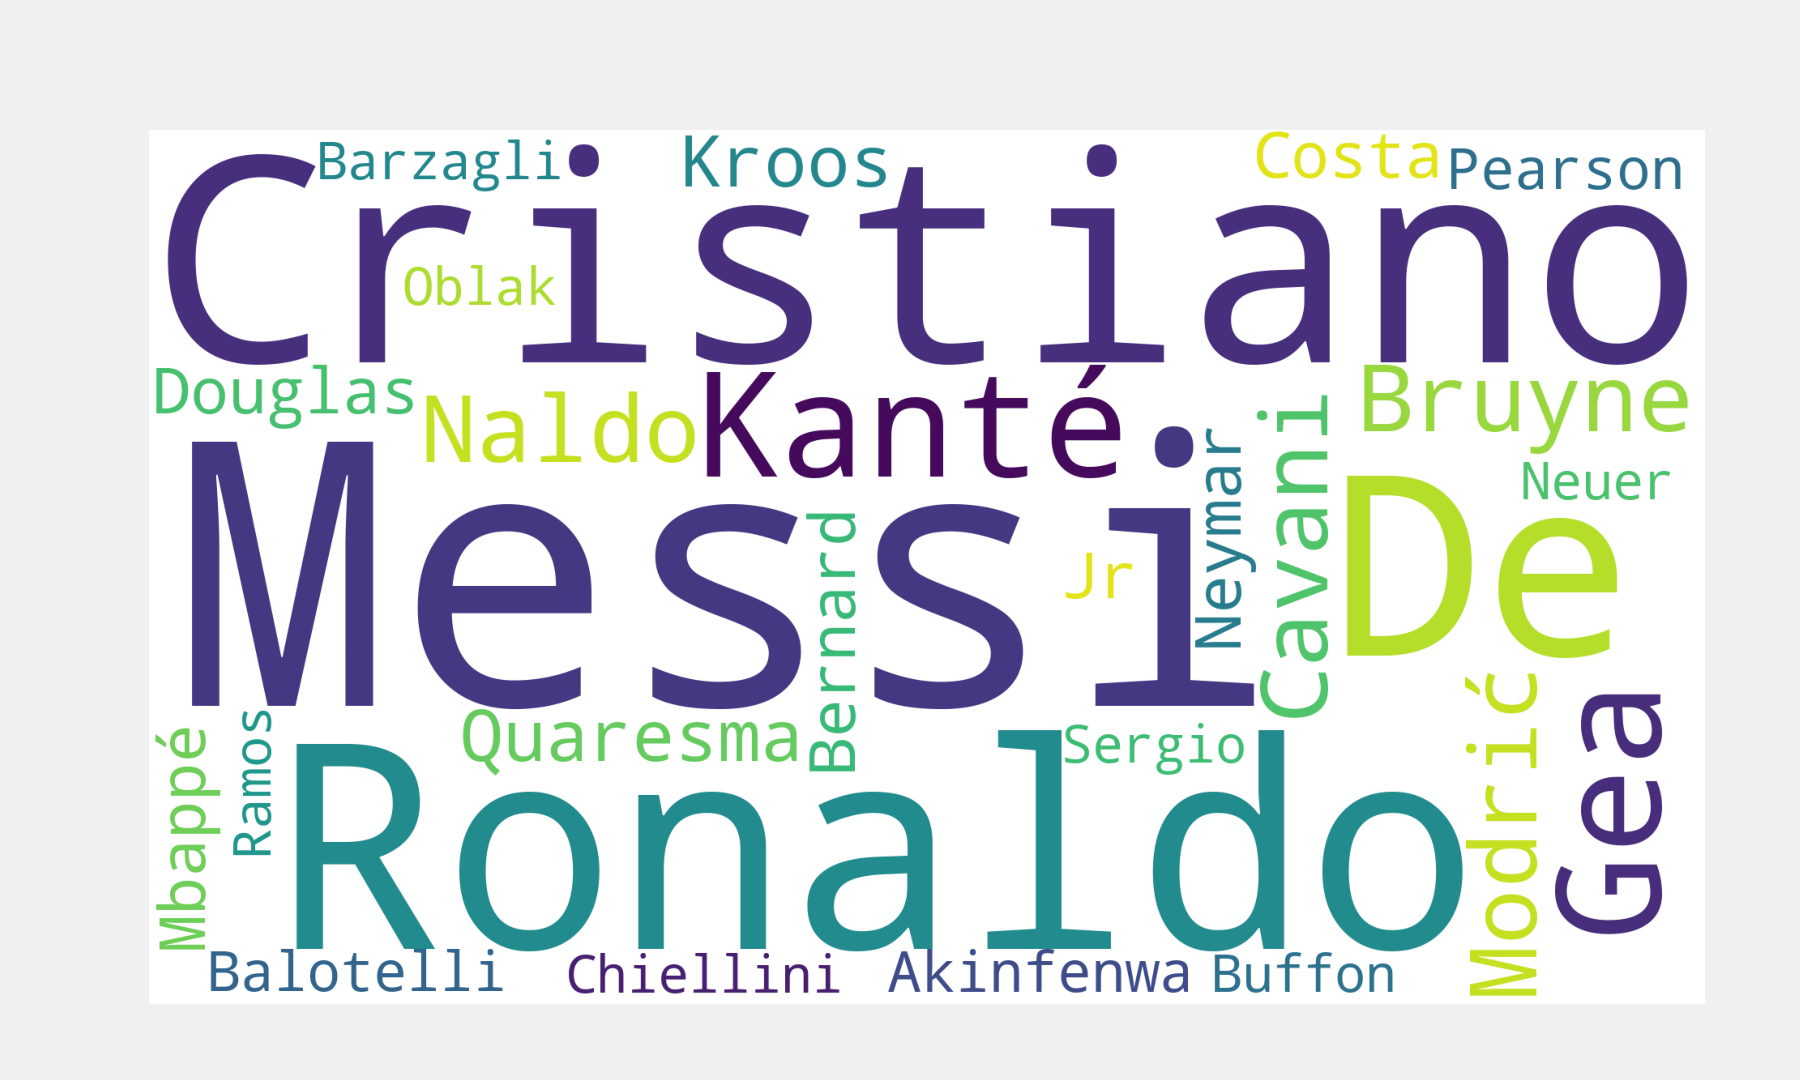 Barzagli
Kroos
Costa
Pearson
Cristiano
Oblak
Douglas
Naldo
Kanté
Bruyne
Messi
Bernard
Jr
Neymar
Cavani
De
Neuer
Mbappé
Ramos
Quaresma
Sergio
Ronaldo
Modrić
Gea
Balotelli
Chiellini
Akinfenwa
Buffon